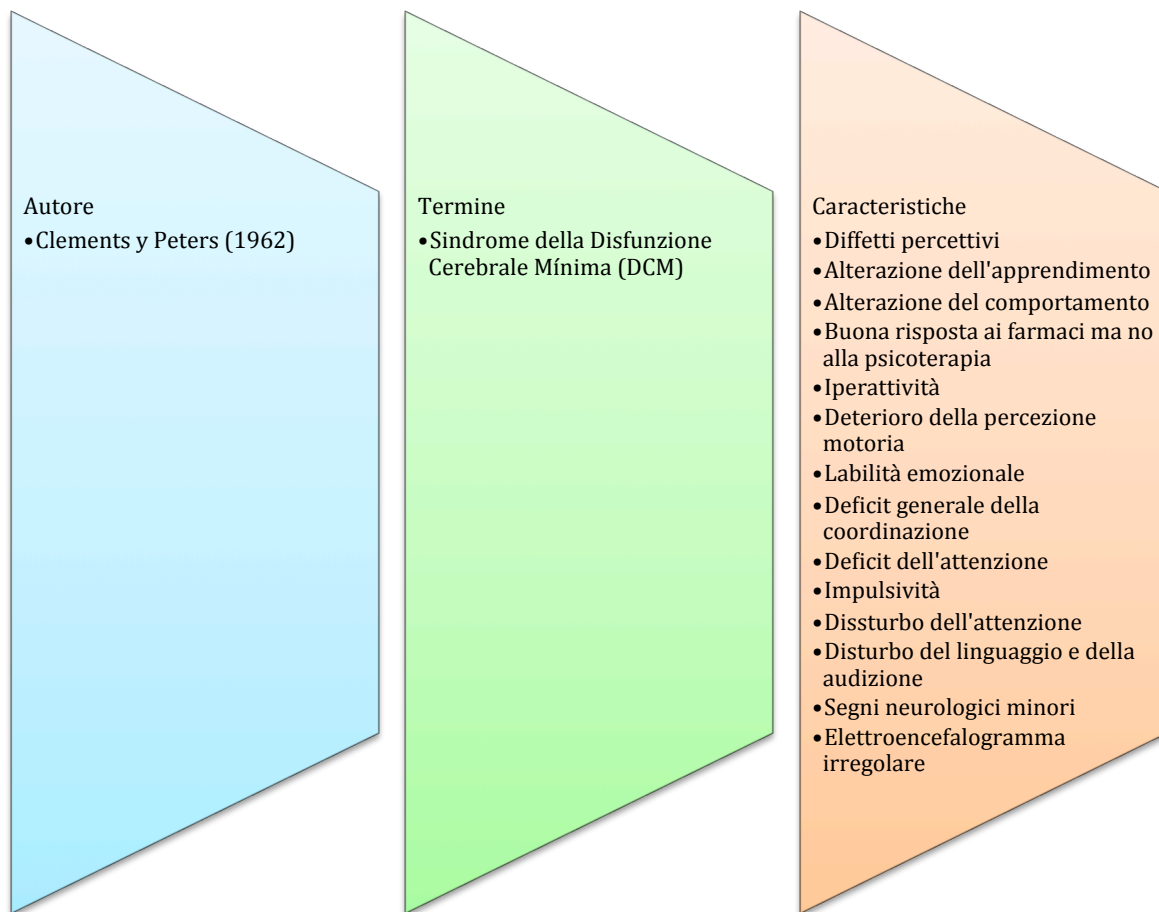 Autore
•Clements y Peters (1962)
Termine
•Sindrome della Disfunzione
Cerebrale Mínima (DCM)
Caratteristiche
•Diffetti percettivi
•Alterazione dell'apprendimento
•Alterazione del comportamento
•Buona risposta ai farmaci ma no
alla psicoterapia
•Iperattività
•Deterioro della percezione
motoria
•Labilità emozionale
•Deficit generale della
coordinazione
•Deficit dell'attenzione
•Impulsività
•Dissturbo dell'attenzione
•Disturbo del linguaggio e della
audizione
•Segni neurologici minori
•Elettroencefalogramma
irregolare